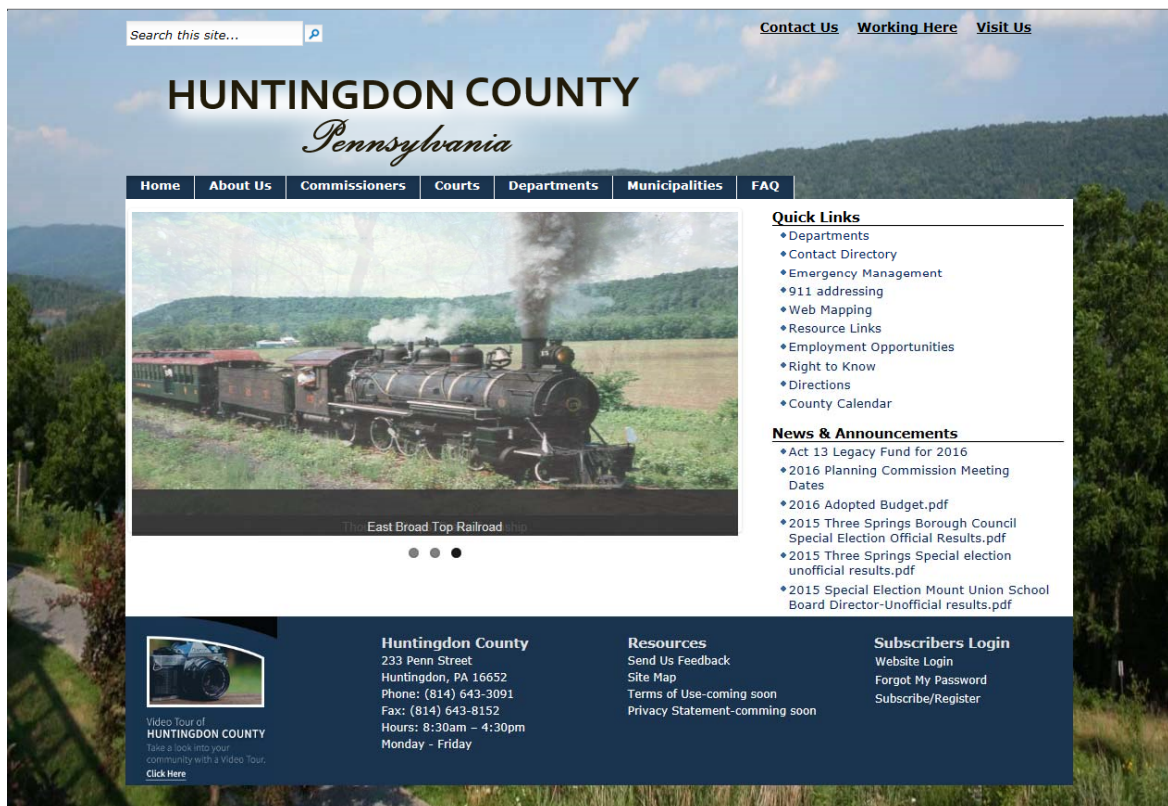 Search this site...
Contact Us Working Here Visit Us
HUNTINGDON COUNTY
Pennsylvania
Home About Us Commissioners Courts Departments Municipalities FAQ
East Broad Top Railroad
Quick Links
Departments
Contact Directory
Emergency Management
911 addressing
Web Mapping
Resource Links
Employment Opportunities
Right to Know
Directions
County Calendar
News & Announcements
Act 13 Legacy Fund for 2016
2016 Planning Commission Meeting
Dates
2016 Adopted Budget.pdf
2015 Three Springs Borough Council
Special Election Official Results.pdf
2015 Three Springs Special election
unofficial results.pdf
2015 Special Election Mount Union School
Board Director-Unofficial results.pdf
Video Tour of
HUNTINGDON COUNTY
Take a look into your
community with a Video Tour.
Click Here
Huntingdon County
233 Penn Street
Huntingdon, PA 16652
Phone: (814) 643-3091
Fax: (814) 643-8152
Hours: 8:30am – 4:30pm
Monday - Friday
Resources
Send Us Feedback
Site Map
Terms of Use-coming soon
Privacy Statement-comming soon
Subscribers Login
Website Login
Forgot My Password
Subscribe/Register